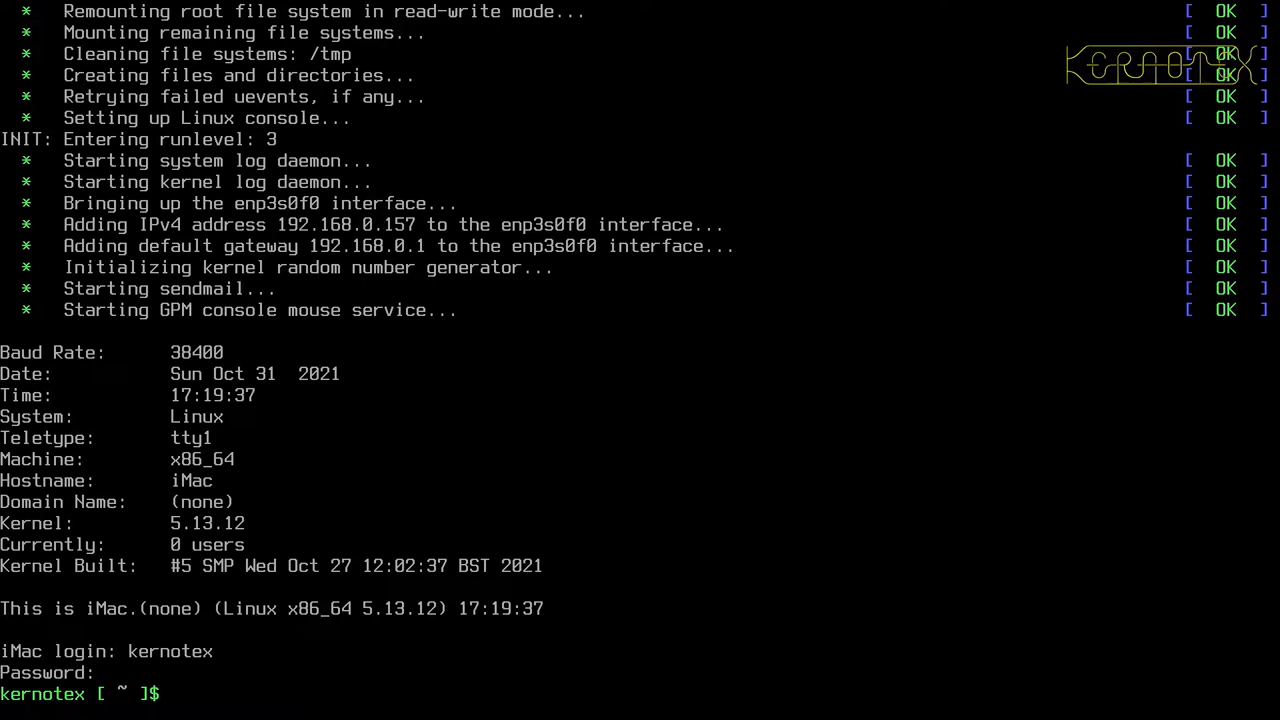 * Remounting root file system in read-write mode... [ OK ]
* Mounting remaining file systems... [ OK ]
* Cleaning file systems: /tmp [ OK ]
* Creating files and directories... [ OK ]
* Retrying failed uevents, if any... [ OK ]
* Setting up Linux console... [ OK ]
KERNOTEX
INIT: Entering runlevel: 3
* Starting system log daemon... [ OK ]
* Starting kernel log daemon... [ OK ]
* Bringing up the enp3s0f0 interface... [ OK ]
* Adding IPv4 address 192.168.0.157 to the enp3s0f0 interface... [ OK ]
* Adding default gateway 192.168.0.1 to the enp3s0f0 interface... [ OK ]
* Initializing kernel random number generator... [ OK ]
* Starting sendmail... [ OK ]
* Starting GPM console mouse service... [ OK ]
Baud Rate: 38400
Date: Sun Oct 31 2021
Time: 17:19:37
System: Linux
Teletype: tty1
Machine: x86_64
Hostname: iMac
Domain Name: (none)
Kernel: 5.13.12
Currently: 0 users
Kernel Built: #5 SMP Wed Oct 27 12:02:37 BST 2021
This is iMac.(none) (Linux x86_64 5.13.12) 17:19:37
iMac login: kernotex
Password:
kernotex [ ~ ]$